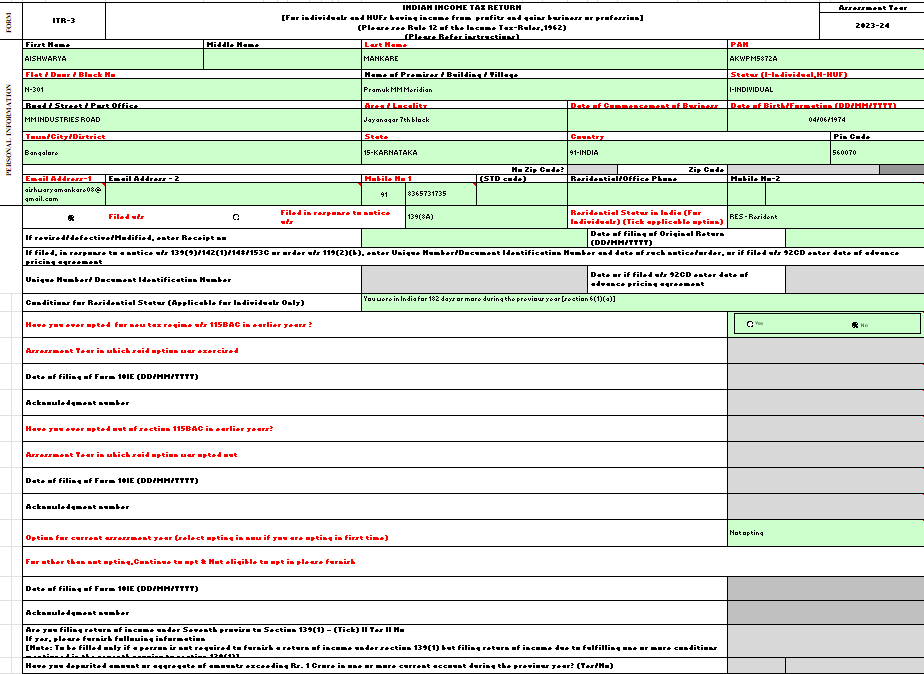 FORM
ITR-3
INDIAN INCOME TAX RETURN
[For individuals and HUFs having income from profits and gains business or profession]
(Please see Rule 12 of the Income Tax-Rules,1962)
(Please Refer instructions)
Assessment Year
2023-24
PERSONAL INFORMATION
First Name Middle Name Last Name PAN
AISHWARYA MANKARE AKWPM5872A
Flat / Door / Block No Name of Premises / Building / Village Status (I-Individual,H-HUF)
N-301 Pramuk MM Meridian I-INDIVIDUAL
Road / Street / Post Office Area / Locality Date of Commencement of Business Date of Birth/Formation (DD/MM/YYYY)
MM INDUSTRIES ROAD Jayanagar 7th block 04/06/1974
Town/City/District State Country Pin Code
Bangalore 15-KARNATAKA 91-INDIA 560070
No Zip Code? Zip Code
Email Address-1 Email Address - 2 Mobile No 1 (STD code) Residential/Office Phone Mobile No-2
aishwaryamankare08@
gmail.com
91 8365731735
Filed u/s Filed in response to notice
u/s
139(8A)
Residential Status in India (For
Individuals) (Tick applicable option)
RES - Resident
If revised/defective/Modified, enter Receipt no
Date of filing of Original Return
(DD/MM/YYYY)
If filed, in response to a notice u/s 139(9)/142(1)/148/153C or order u/s 119(2)(b), enter Unique Number/Document Identification Number and date of such notice/order, or if filed u/s 92CD enter date of advance
pricing agreement
Unique Number/ Document Identification Number
Date or if filed u/s 92CD enter date of
advance pricing agreement
Conditions for Residential Status (Applicable for Individuals Only) You were in India for 182 days or more during the previous year [section 6(1)(a)]
Have you ever opted for new tax regime u/s 115BAC in earlier years ? Yes No
Assessment Year in which said option was exercised
Date of filing of Form 10IE (DD/MM/YYYY)
Acknowledgment number
Have you ever opted out of section 115BAC in earlier years?
Assessment Year in which said option was opted out
Date of filing of Form 10IE (DD/MM/YYYY)
Acknowledgment number
Option for current assessment year (select opting in now if you are opting in first time) Not opting
For other than not opting,Continue to opt & Not eligible to opt in please furnish
Date of filing of Form 10IE (DD/MM/YYYY)
Acknowledgment number
Are you filing return of income under Seventh proviso to Section 139(1) - (Tick) [] Yes [] No
If yes, please furnish following information
[Note: To be filled only if a person is not required to furnish a return of income under section 139(1) but filing return of income due to fulfilling one or more conditions
Have you deposited amount or aggregate of amounts exceeding Rs. 1 Crore in one or more current account during the previous year? (Yes/No)